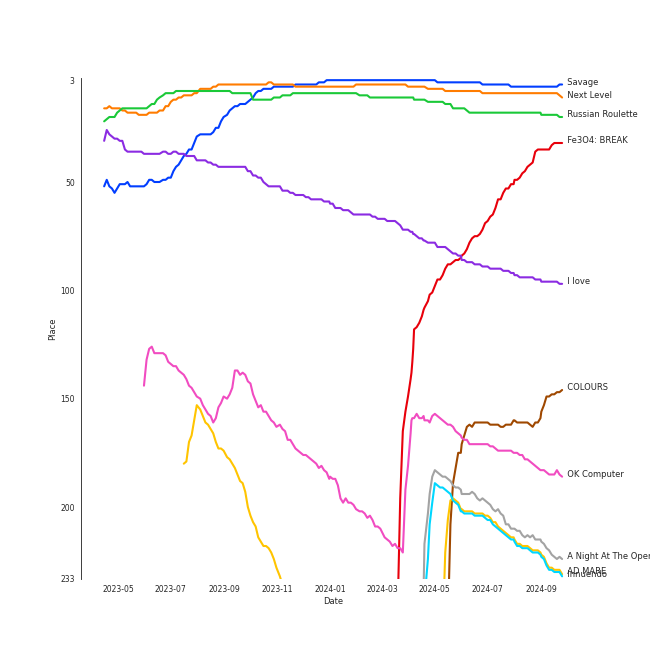 3
50
100
150
200
233
Place
2023-05
2023-07
2023-09
2023-11
2024-01
2024-03
2024-05
2024-07
2024-09
Date
Savage
Next Level
Russian Roulette
Fe3O4: BREAK
I love
COLOURS
OK Computer
A Night At The Oper
AD MARE
Innuendo